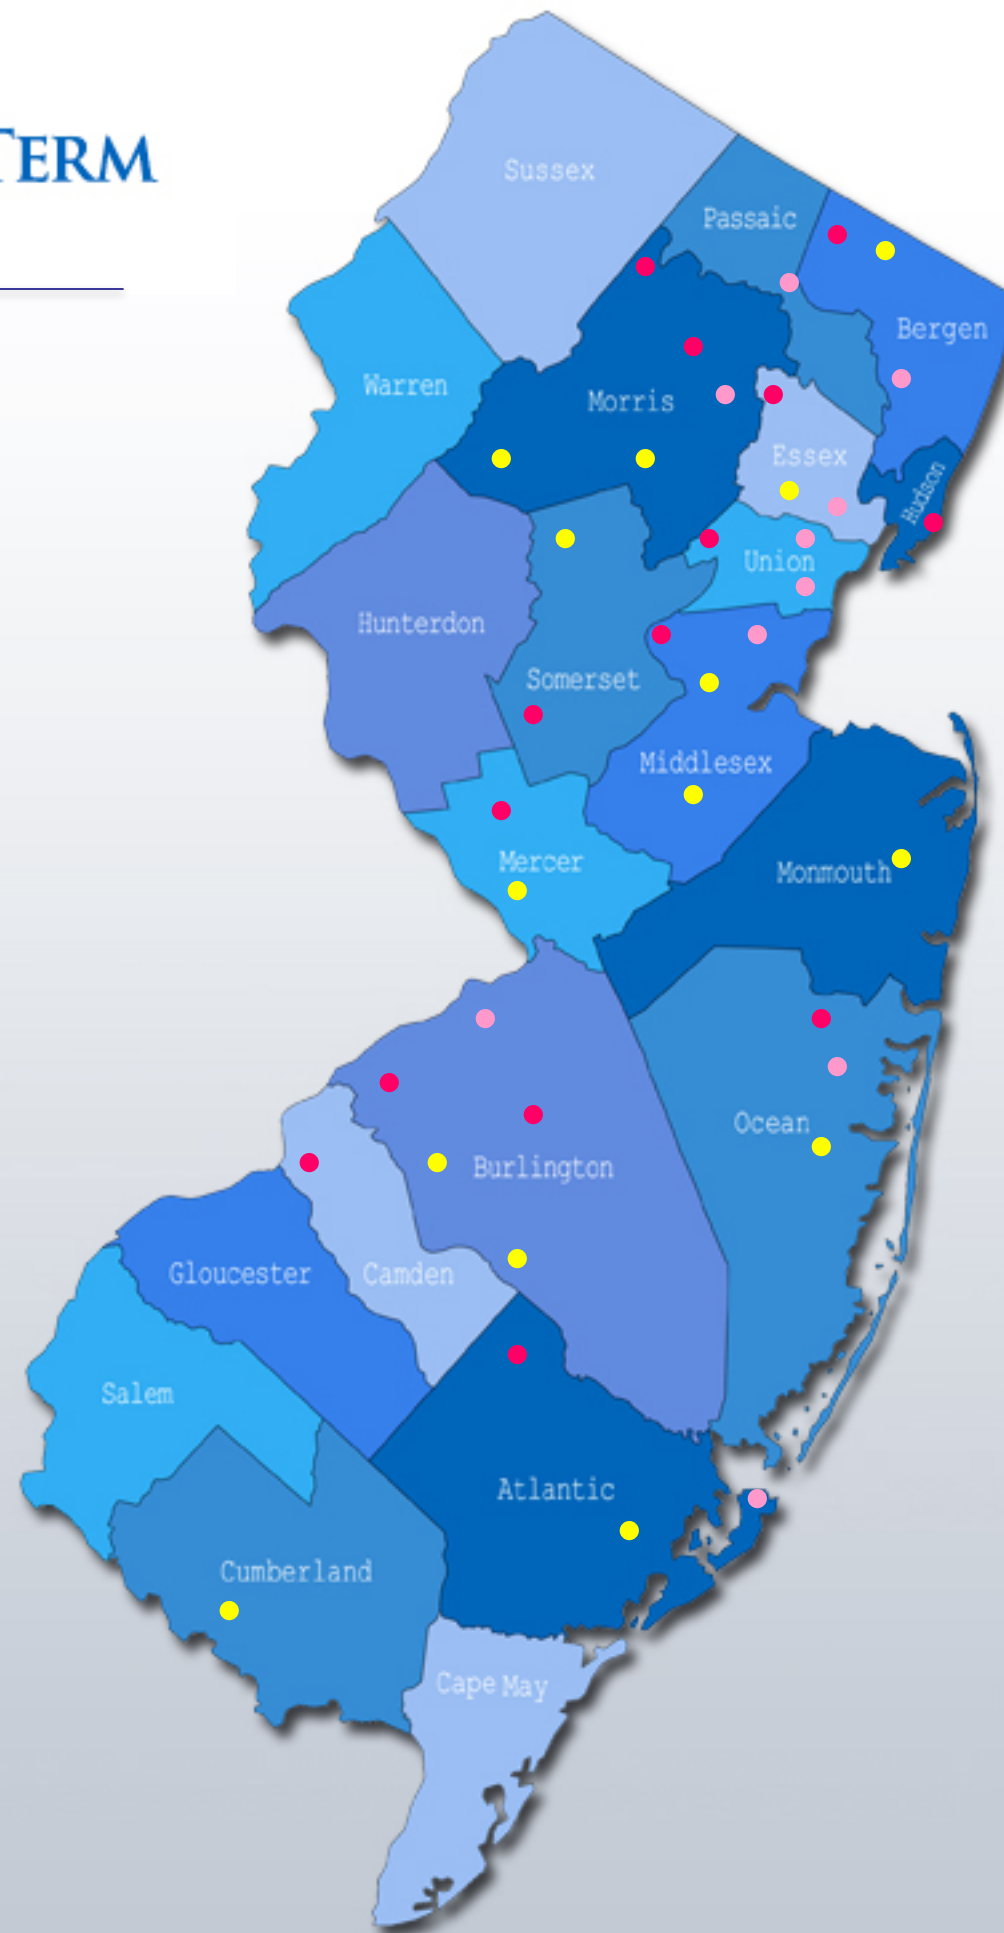 TERM
Sussex
Passaic
Bergen
Warren
Morris
Essex
Hudson
Union
Hunterdon
Somerset
Middlesex
Mercer
Monmouth
Ocean
Burlington
Gloucester
Camden
Salem
Atlantic
Cumberland
Cape May